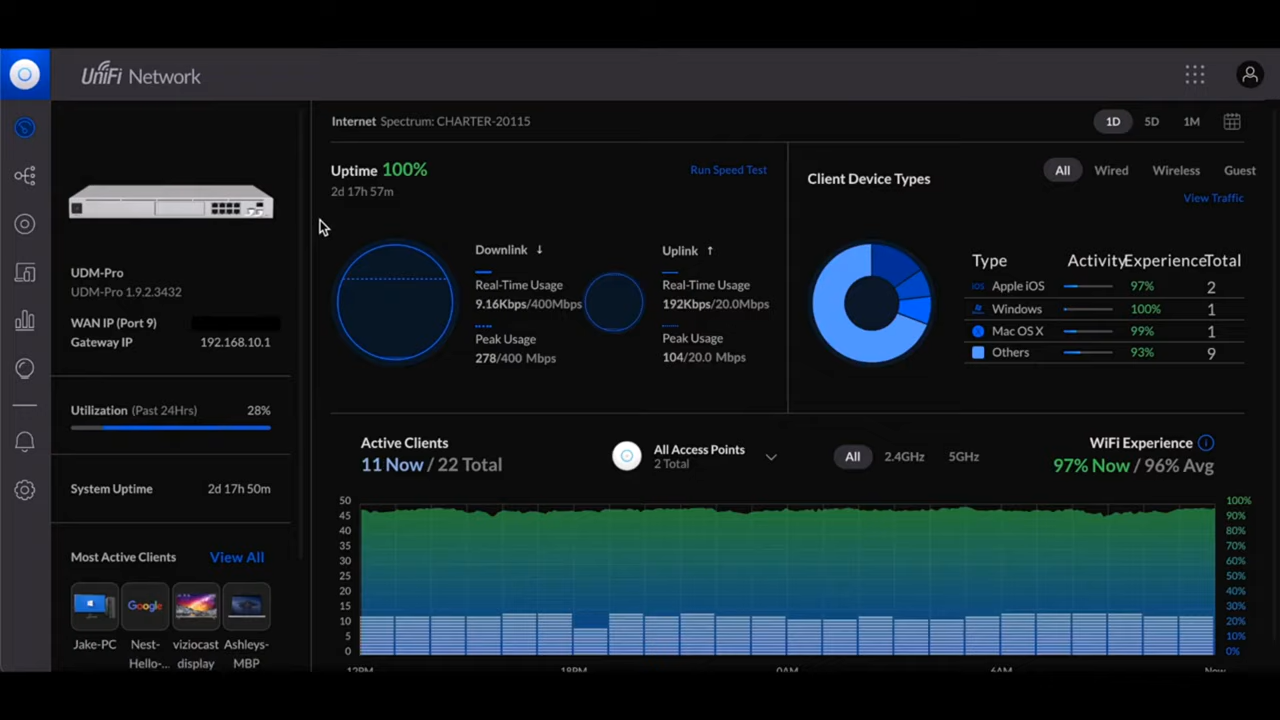 UniFi Network
Internet Spectrum: CHARTER-20115
1D 5D 1M
UDM-Pro
UDM-Pro 1.9.2.3432
WAN IP (Port 9)
Gateway IP 192.168.10.1
Utilization (Past 24Hrs) 28%
System Uptime 2d 17h 50m
Most Active Clients View All
Google
Jake-PC
Nest-Hello-...
viziocast display
Ashleys-MBP
Uptime 100%
2d 17h 57m
Run Speed Test
Downlink ↓
Real-Time Usage
9.16Kbps/400Mbps
Peak Usage
278/400 Mbps
Uplink ↑
Real-Time Usage
192Kbps/20.0Mbps
Peak Usage
104/20.0 Mbps
Client Device Types
All Wired Wireless Guest
View Traffic
Type Activity Experience Total
iOS Apple iOS 97% 2
Windows 100% 1
Mac OS X 99% 1
Others 93% 9
Active Clients
11 Now / 22 Total
All Access Points
2 Total
All 2.4GHz 5GHz
WiFi Experience
97% Now / 96% Avg
50 100%
45 90%
40 80%
35 70%
30 60%
25 50%
20 40%
15 30%
10 20%
5 10%
0 0%
12PM 18PM 0AM 6AM Now